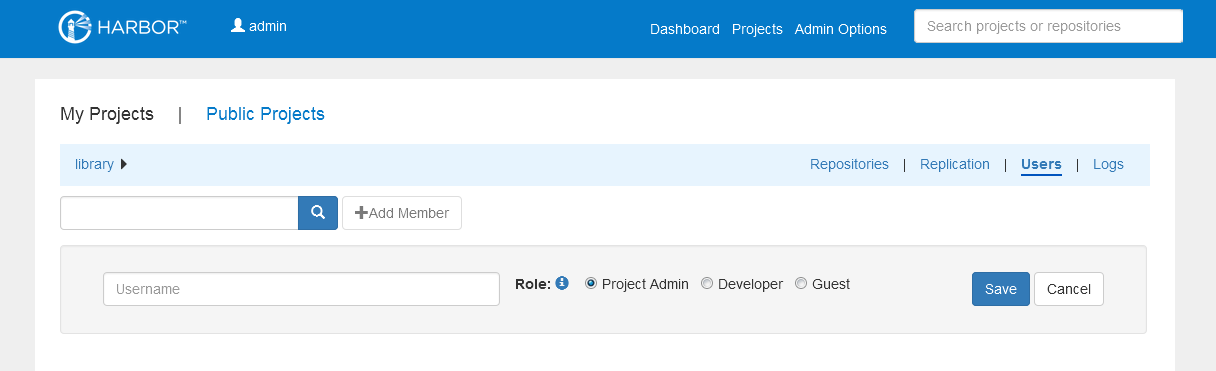 HARBOR™ admin Dashboard Projects Admin Options Search projects or repositories
My Projects | Public Projects
library Repositories | Replication | Users | Logs
Add Member
Username Role: Project Admin Developer Guest Save Cancel